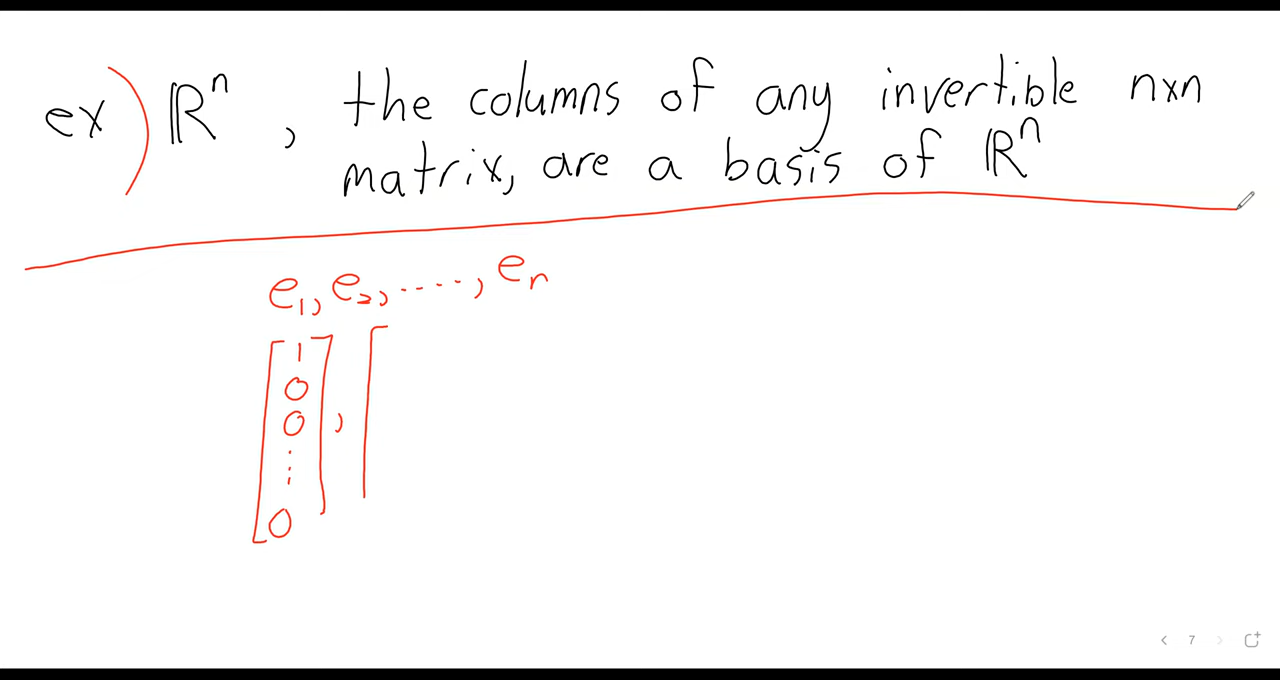 ex) ℝⁿ, the columns of any invertible n×n
matrix, are a basis of ℝⁿ
e₁, e₂, ....., eₙ
[1
0
0
⋮
0], [
< 7 >